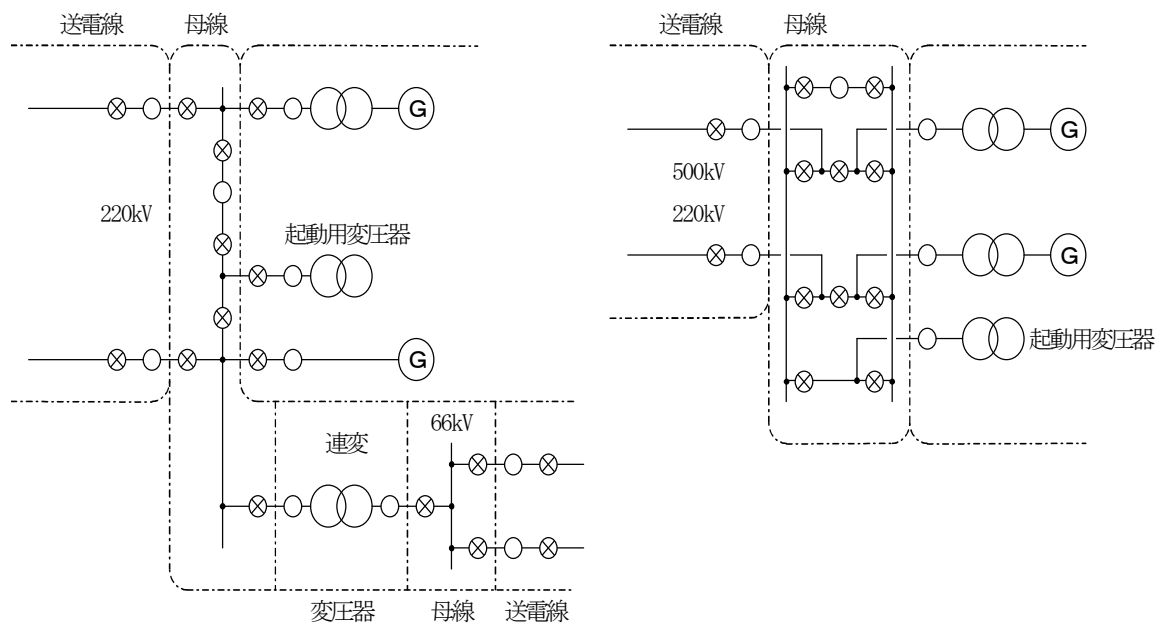 送電線
母線
G
220kV
起動用変圧器
G
連変
66kV
変圧器
母線
送電線
送電線
母線
G
500kV
220kV
G
起動用変圧器